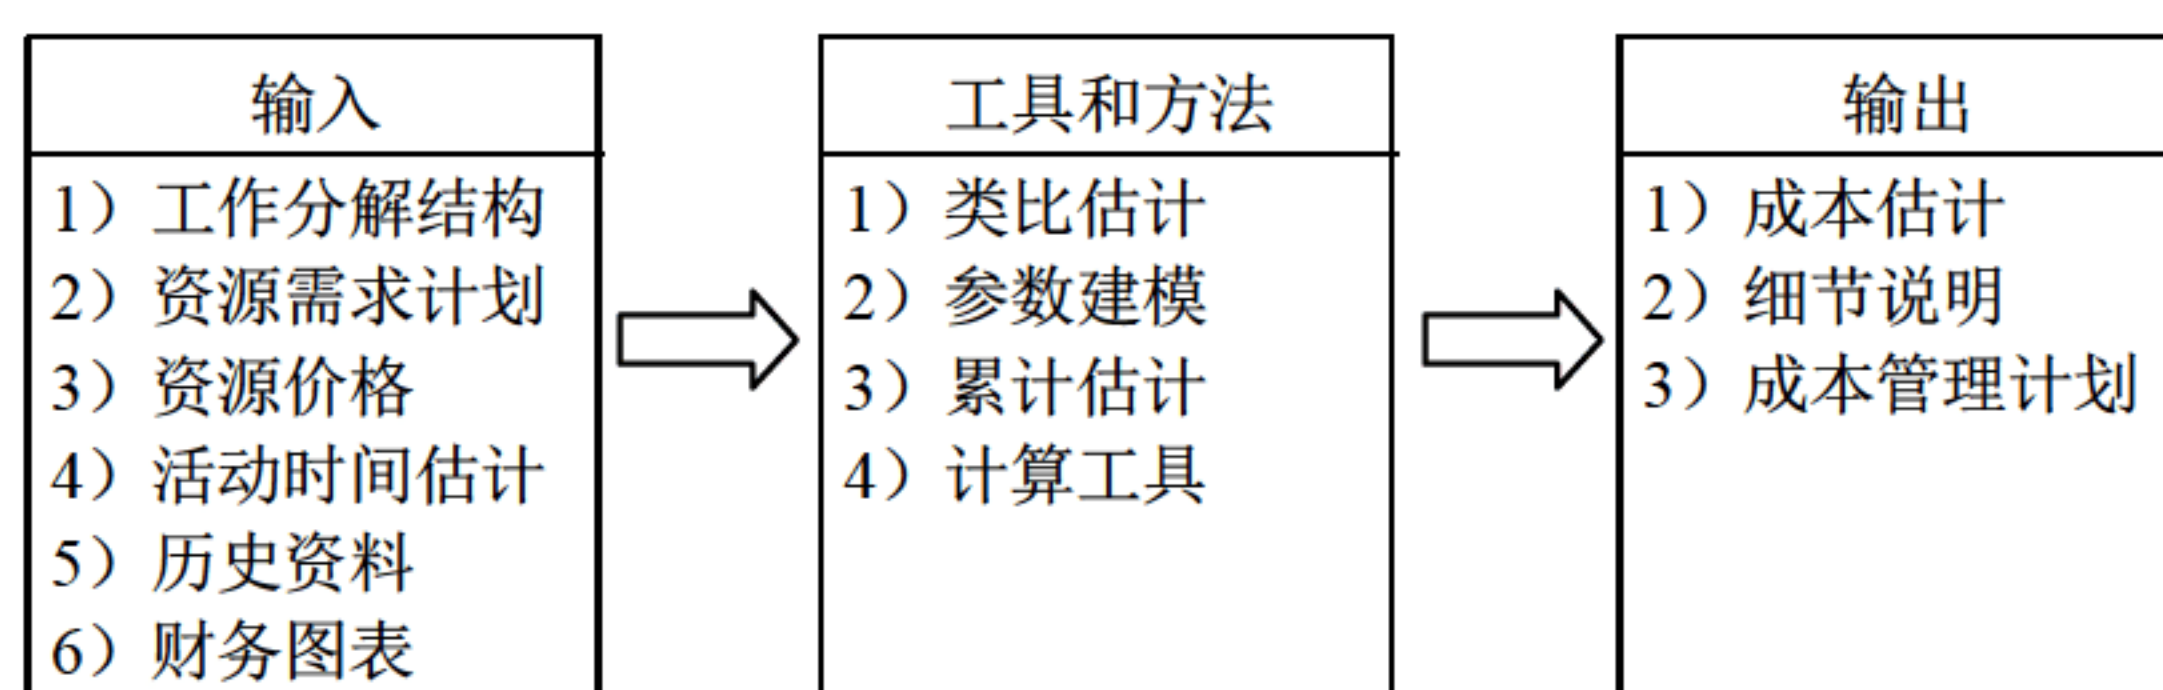 输入
1）工作分解结构
2）资源需求计划
3）资源价格
4）活动时间估计
5）历史资料
6）财务图表
工具和方法
1）类比估计
2）参数建模
3）累计估计
4）计算工具
输出
1）成本估计
2）细节说明
3）成本管理计划